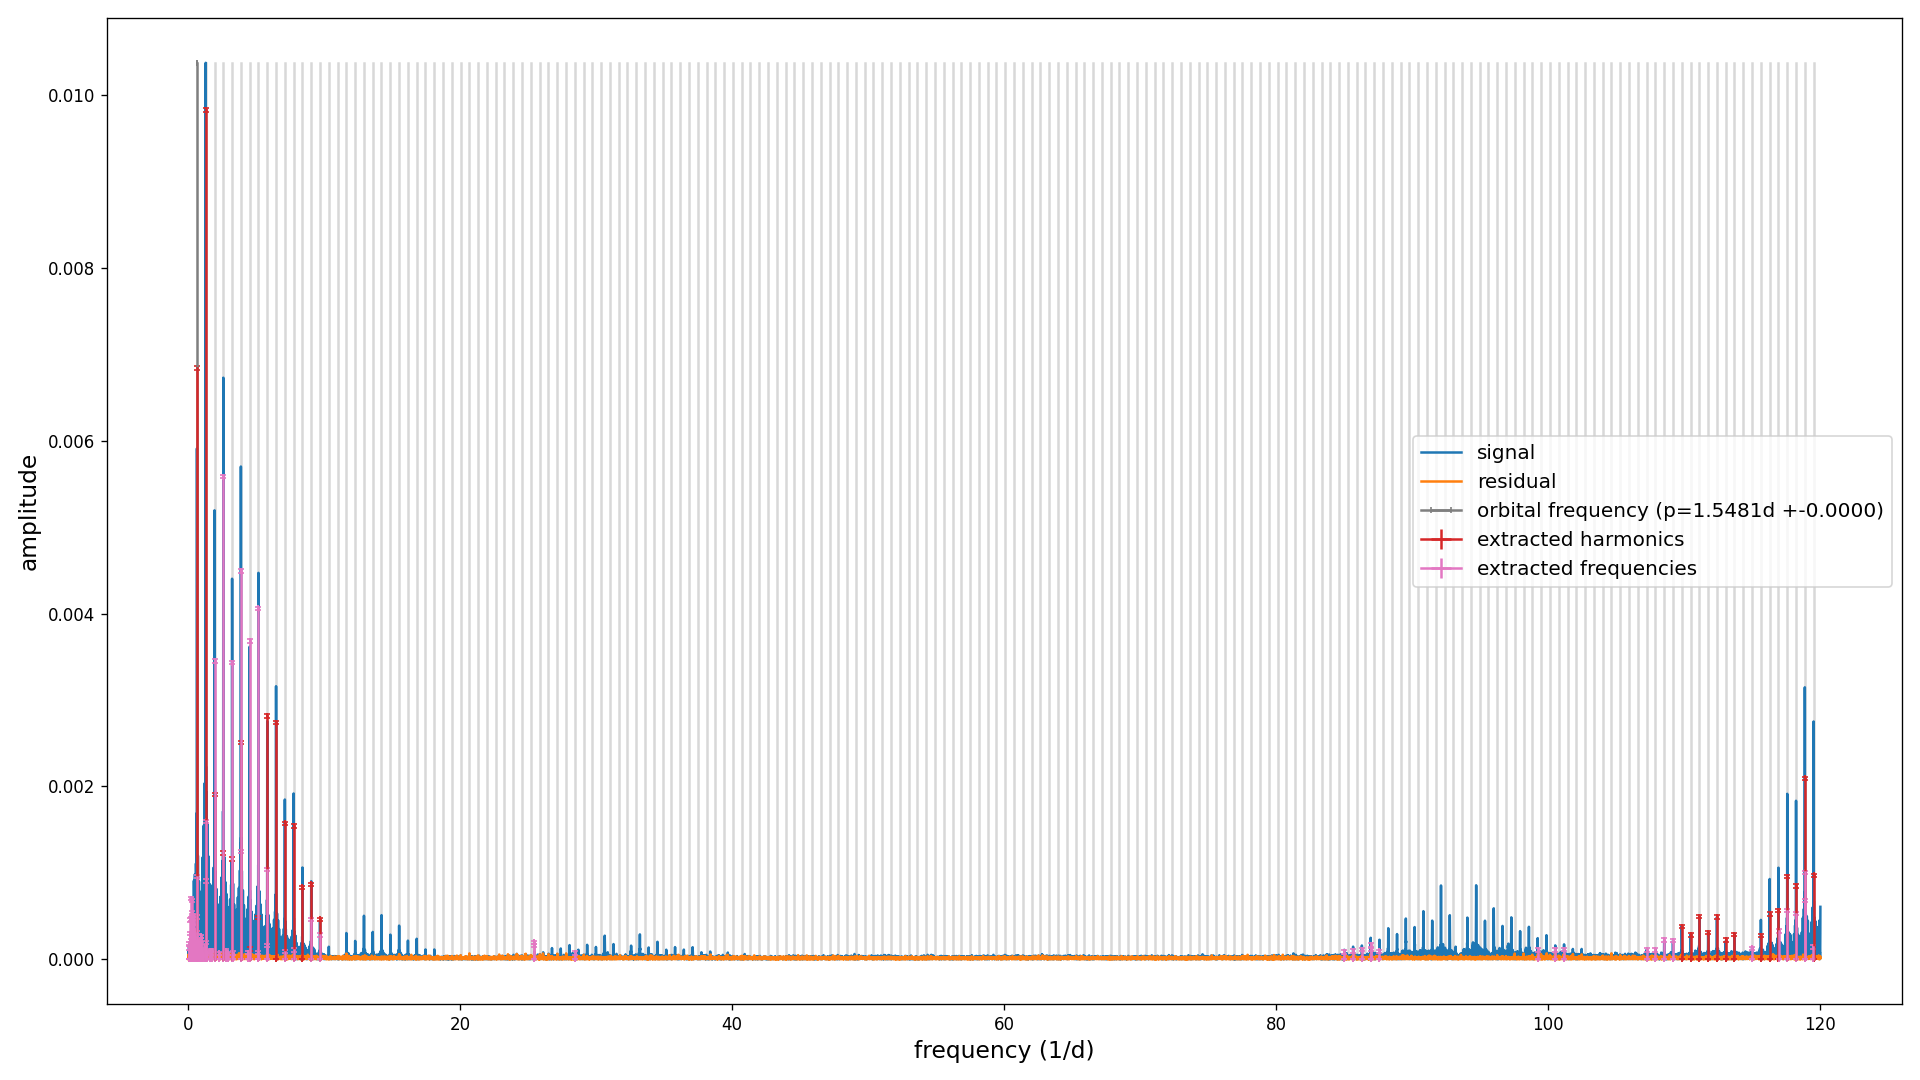 0.010
0.008
0.006
0.004
0.002
0.000
amplitude
0 20 40 60 80 100 120
frequency (1/d)
signal
residual
orbital frequency (p=1.5481d +-0.0000)
extracted harmonics
extracted frequencies